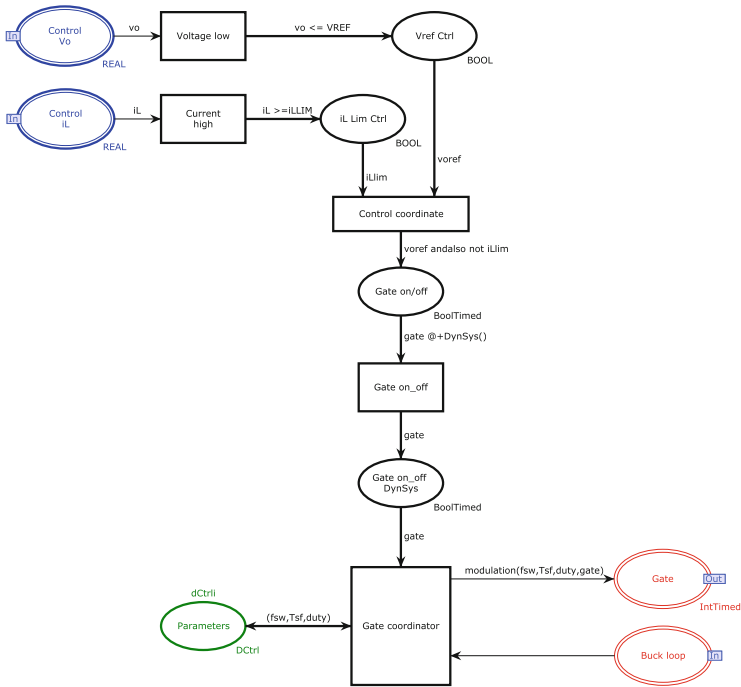 Control
Vo
In
REAL
vo
Voltage low
vo <= VREF
Vref Ctrl
BOOL
Control
iL
In
REAL
iL
Current
high
iL >=iLLIM
iL Lim Ctrl
BOOL
voref
iLlim
Control coordinate
voref andalso not iLlim
Gate on/off
BoolTimed
gate @+DynSys()
Gate on_off
gate
Gate on_off
DynSys
BoolTimed
gate
modulation(fsw,Tsf,duty,gate)
Gate
Out
IntTimed
dCtrli
Parameters
DCtrl
(fsw,Tsf,duty)
Gate coordinator
Buck loop
In